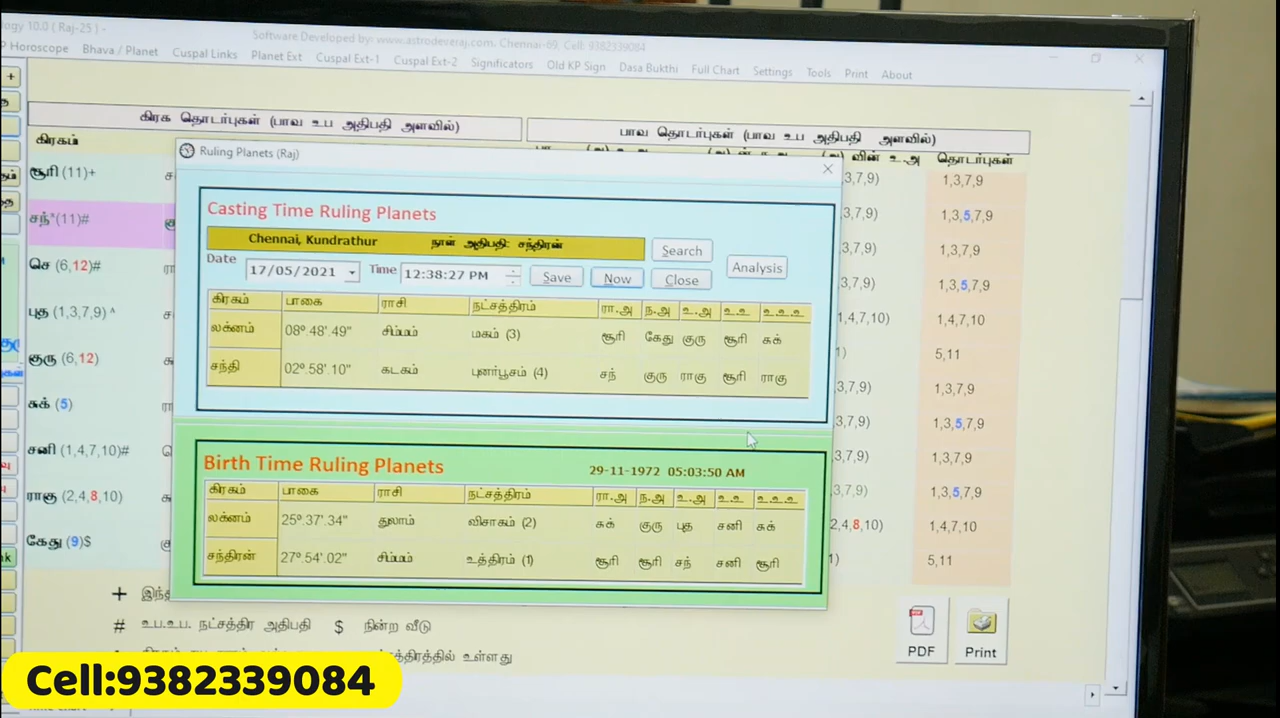 ogy 10.0 ( Raj-25 ) -
Software Developed by: www.astrodeveraj.com, Chennai-69, Cell: 9382339084
P Horoscope Bhava / Planet Cuspal Links Planet Ext Cuspal Ext-1 Cuspal Ext-2 Significators Old KP Sign Dasa Bukthi Full Chart Settings Tools Print About
கிரக தொடர்புகள் (பாவ உப அதிபதி அளவில்) பாவ தொடர்புகள் (பாவ உப அதிபதி அளவில்)
கிரகம் வின் உ.அ தொடர்புகள்
Ruling Planets (Raj)
சூரி (11)+ 3,7,9) 1,3,7,9
சந்*(11)# 3,7,9) 1,3,5,7,9
செ (6,12)# 3,7,9) 1,3,7,9
3,7,9) 1,3,5,7,9
புத (1,3,7,9) ^ 1,4,7,10) 1,4,7,10
குரு (6,12) 5,11
3,7,9) 1,3,7,9
சுக் (5) 3,7,9) 1,3,5,7,9
சனி (1,4,7,10)# 3,7,9) 1,3,7,9
ராகு (2,4,8,10) 3,7,9) 1,3,5,7,9
2,4,8,10) 1,4,7,10
கேது (9)$ 5,11
Casting Time Ruling Planets
Chennai, Kundrathur நாள் அதிபதி: சந்திரன் Search
Date 17/05/2021 Time 12:38:27 PM Save Now Close Analysis
கிரகம் பாகை ராசி நட்சத்திரம் ரா.அ ந.அ உ.அ உ.உ உ.உ.உ
லக்னம் 08º.48'.49" சிம்மம் மகம் (3) சூரி கேது குரு சூரி சுக்
சந்தி 02º.58'.10" கடகம் புனர்பூசம் (4) சந் குரு ராகு சூரி ராகு
Birth Time Ruling Planets 29-11-1972 05:03:50 AM
கிரகம் பாகை ராசி நட்சத்திரம் ரா.அ ந.அ உ.அ உ.உ உ.உ.உ
லக்னம் 25º.37'.34" துலாம் விசாகம் (2) சுக் குரு புத சனி சுக்
சந்திரன் 27º.54'.02" சிம்மம் உத்திரம் (1) சூரி சூரி சந் சனி சூரி
+ இந்
# உப.உப. நட்சத்திர அதிபதி $ நின்ற வீடு
த்திரத்தில் உள்ளது
PDF Print
Cell:9382339084